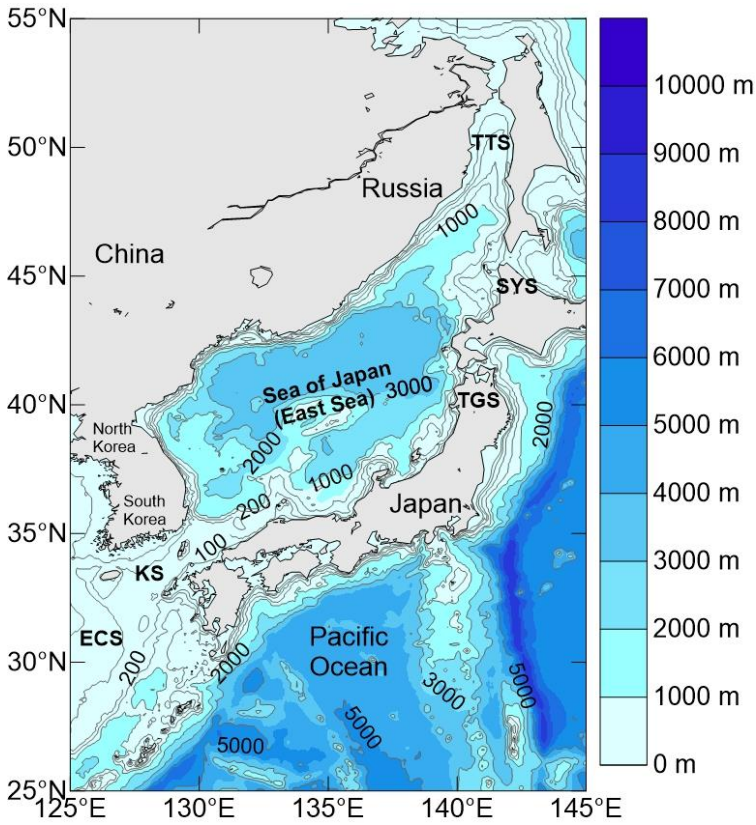 55°N
50°N
45°N
40°N
35°N
30°N
25°N
125°E
130°E
135°E
140°E
145°E
TTS
Russia
1000
China
SYS
Sea of Japan
(East Sea)
3000
TGS
North
Korea
2000
2000
South
Korea
1000
200
Japan
100
KS
ECS
200
2000
Pacific
Ocean
3000
5000
5000
5000
10000 m
9000 m
8000 m
7000 m
6000 m
5000 m
4000 m
3000 m
2000 m
1000 m
0 m